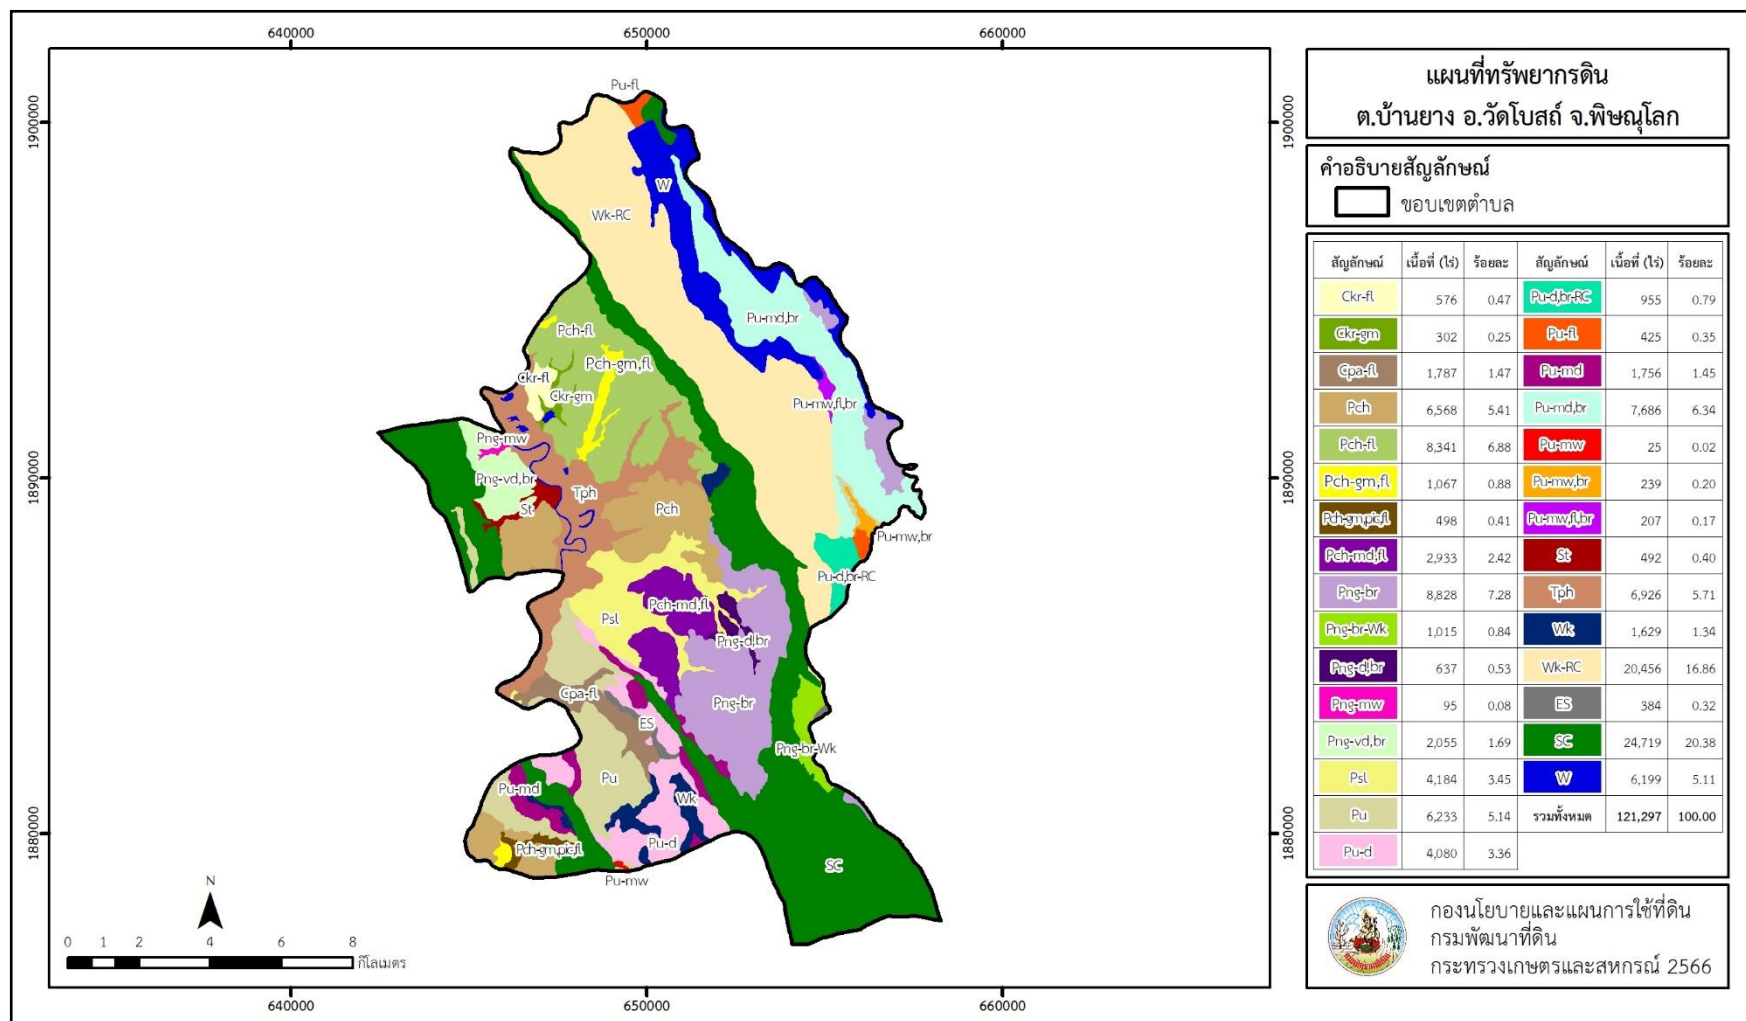 640000
650000
660000
1900000
1890000
1880000
1900000
1890000
1880000
640000
650000
660000
Pu-fl
W
Wk-RC
Pu-md,br
Pch-fl
Pch-gm,fl
Ckr-fl
Ckr-gm
Pu-mw,fl,br
Png-mw
Png-vd,br
St
Tph
Pch
Pu-mw,br
Pu-d,br-RC
Pch-md,fl
Psl
Png-d,br
Cpa-fl
Png-br
ES
Png-br-Wk
Pu
Pu-md
Wk
Pu-d
Pch-gm,pic,fl
SC
Pu-mw
N
0 1 2 4 6 8
กิโลเมตร
แผนที่ทรัพยากรดิน
ต.บ้านยาง อ.วัดโบสถ์ จ.พิษณุโลก
คำอธิบายสัญลักษณ์
ขอบเขตตำบล
สัญลักษณ์ เนื้อที่ (ไร่) ร้อยละ สัญลักษณ์ เนื้อที่ (ไร่) ร้อยละ
Ckr-fl 576 0.47 Pu-d,br-RC 955 0.79
Ckr-gm 302 0.25 Pu-fl 425 0.35
Cpa-fl 1,787 1.47 Pu-md 1,756 1.45
Pch 6,568 5.41 Pu-md,br 7,686 6.34
Pch-fl 8,341 6.88 Pu-mw 25 0.02
Pch-gm,fl 1,067 0.88 Pu-mw,br 239 0.20
Pch-gm,pic,fl 498 0.41 Pu-mw,fl,br 207 0.17
Pch-md,fl 2,933 2.42 St 492 0.40
Png-br 8,828 7.28 Tph 6,926 5.71
Png-br-Wk 1,015 0.84 Wk 1,629 1.34
Png-d,br 637 0.53 Wk-RC 20,456 16.86
Png-mw 95 0.08 ES 384 0.32
Png-vd,br 2,055 1.69 SC 24,719 20.38
Psl 4,184 3.45 W 6,199 5.11
Pu 6,233 5.14 รวมทั้งหมด 121,297 100.00
Pu-d 4,080 3.36
กองนโยบายและแผนการใช้ที่ดิน
กรมพัฒนาที่ดิน
กระทรวงเกษตรและสหกรณ์ 2566